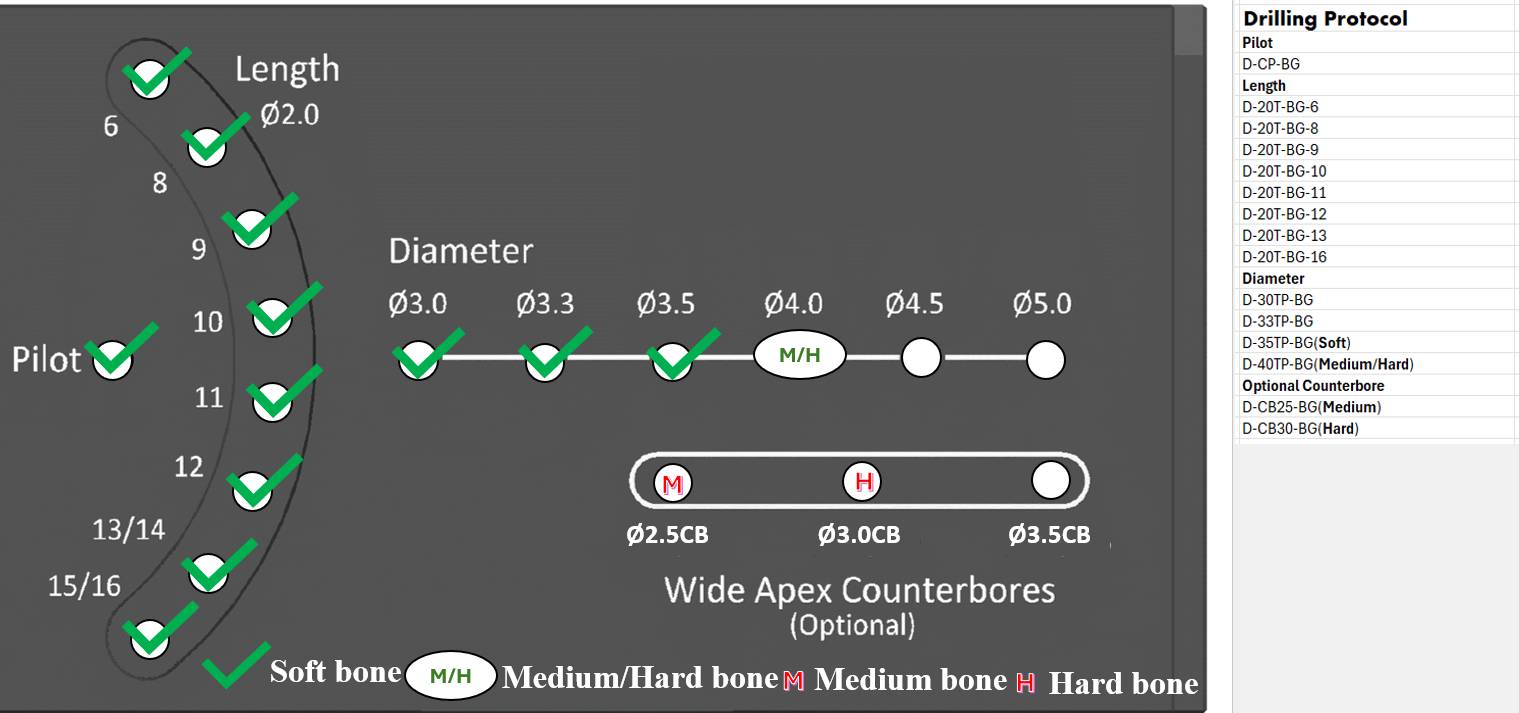 Length
Ø2.0
6
8
9
10
Pilot
11
12
13/14
15/16
Diameter
Ø3.0 Ø3.3 Ø3.5 Ø4.0 Ø4.5 Ø5.0
M/H
M H
Ø2.5CB Ø3.0CB Ø3.5CB
Wide Apex Counterbores
(Optional)
Soft bone M/H Medium/Hard bone M Medium bone H Hard bone
Drilling Protocol
Pilot
D-CP-BG
Length
D-20T-BG-6
D-20T-BG-8
D-20T-BG-9
D-20T-BG-10
D-20T-BG-11
D-20T-BG-12
D-20T-BG-13
D-20T-BG-16
Diameter
D-30TP-BG
D-33TP-BG
D-35TP-BG(Soft)
D-40TP-BG(Medium/Hard)
Optional Counterbore
D-CB25-BG(Medium)
D-CB30-BG(Hard)